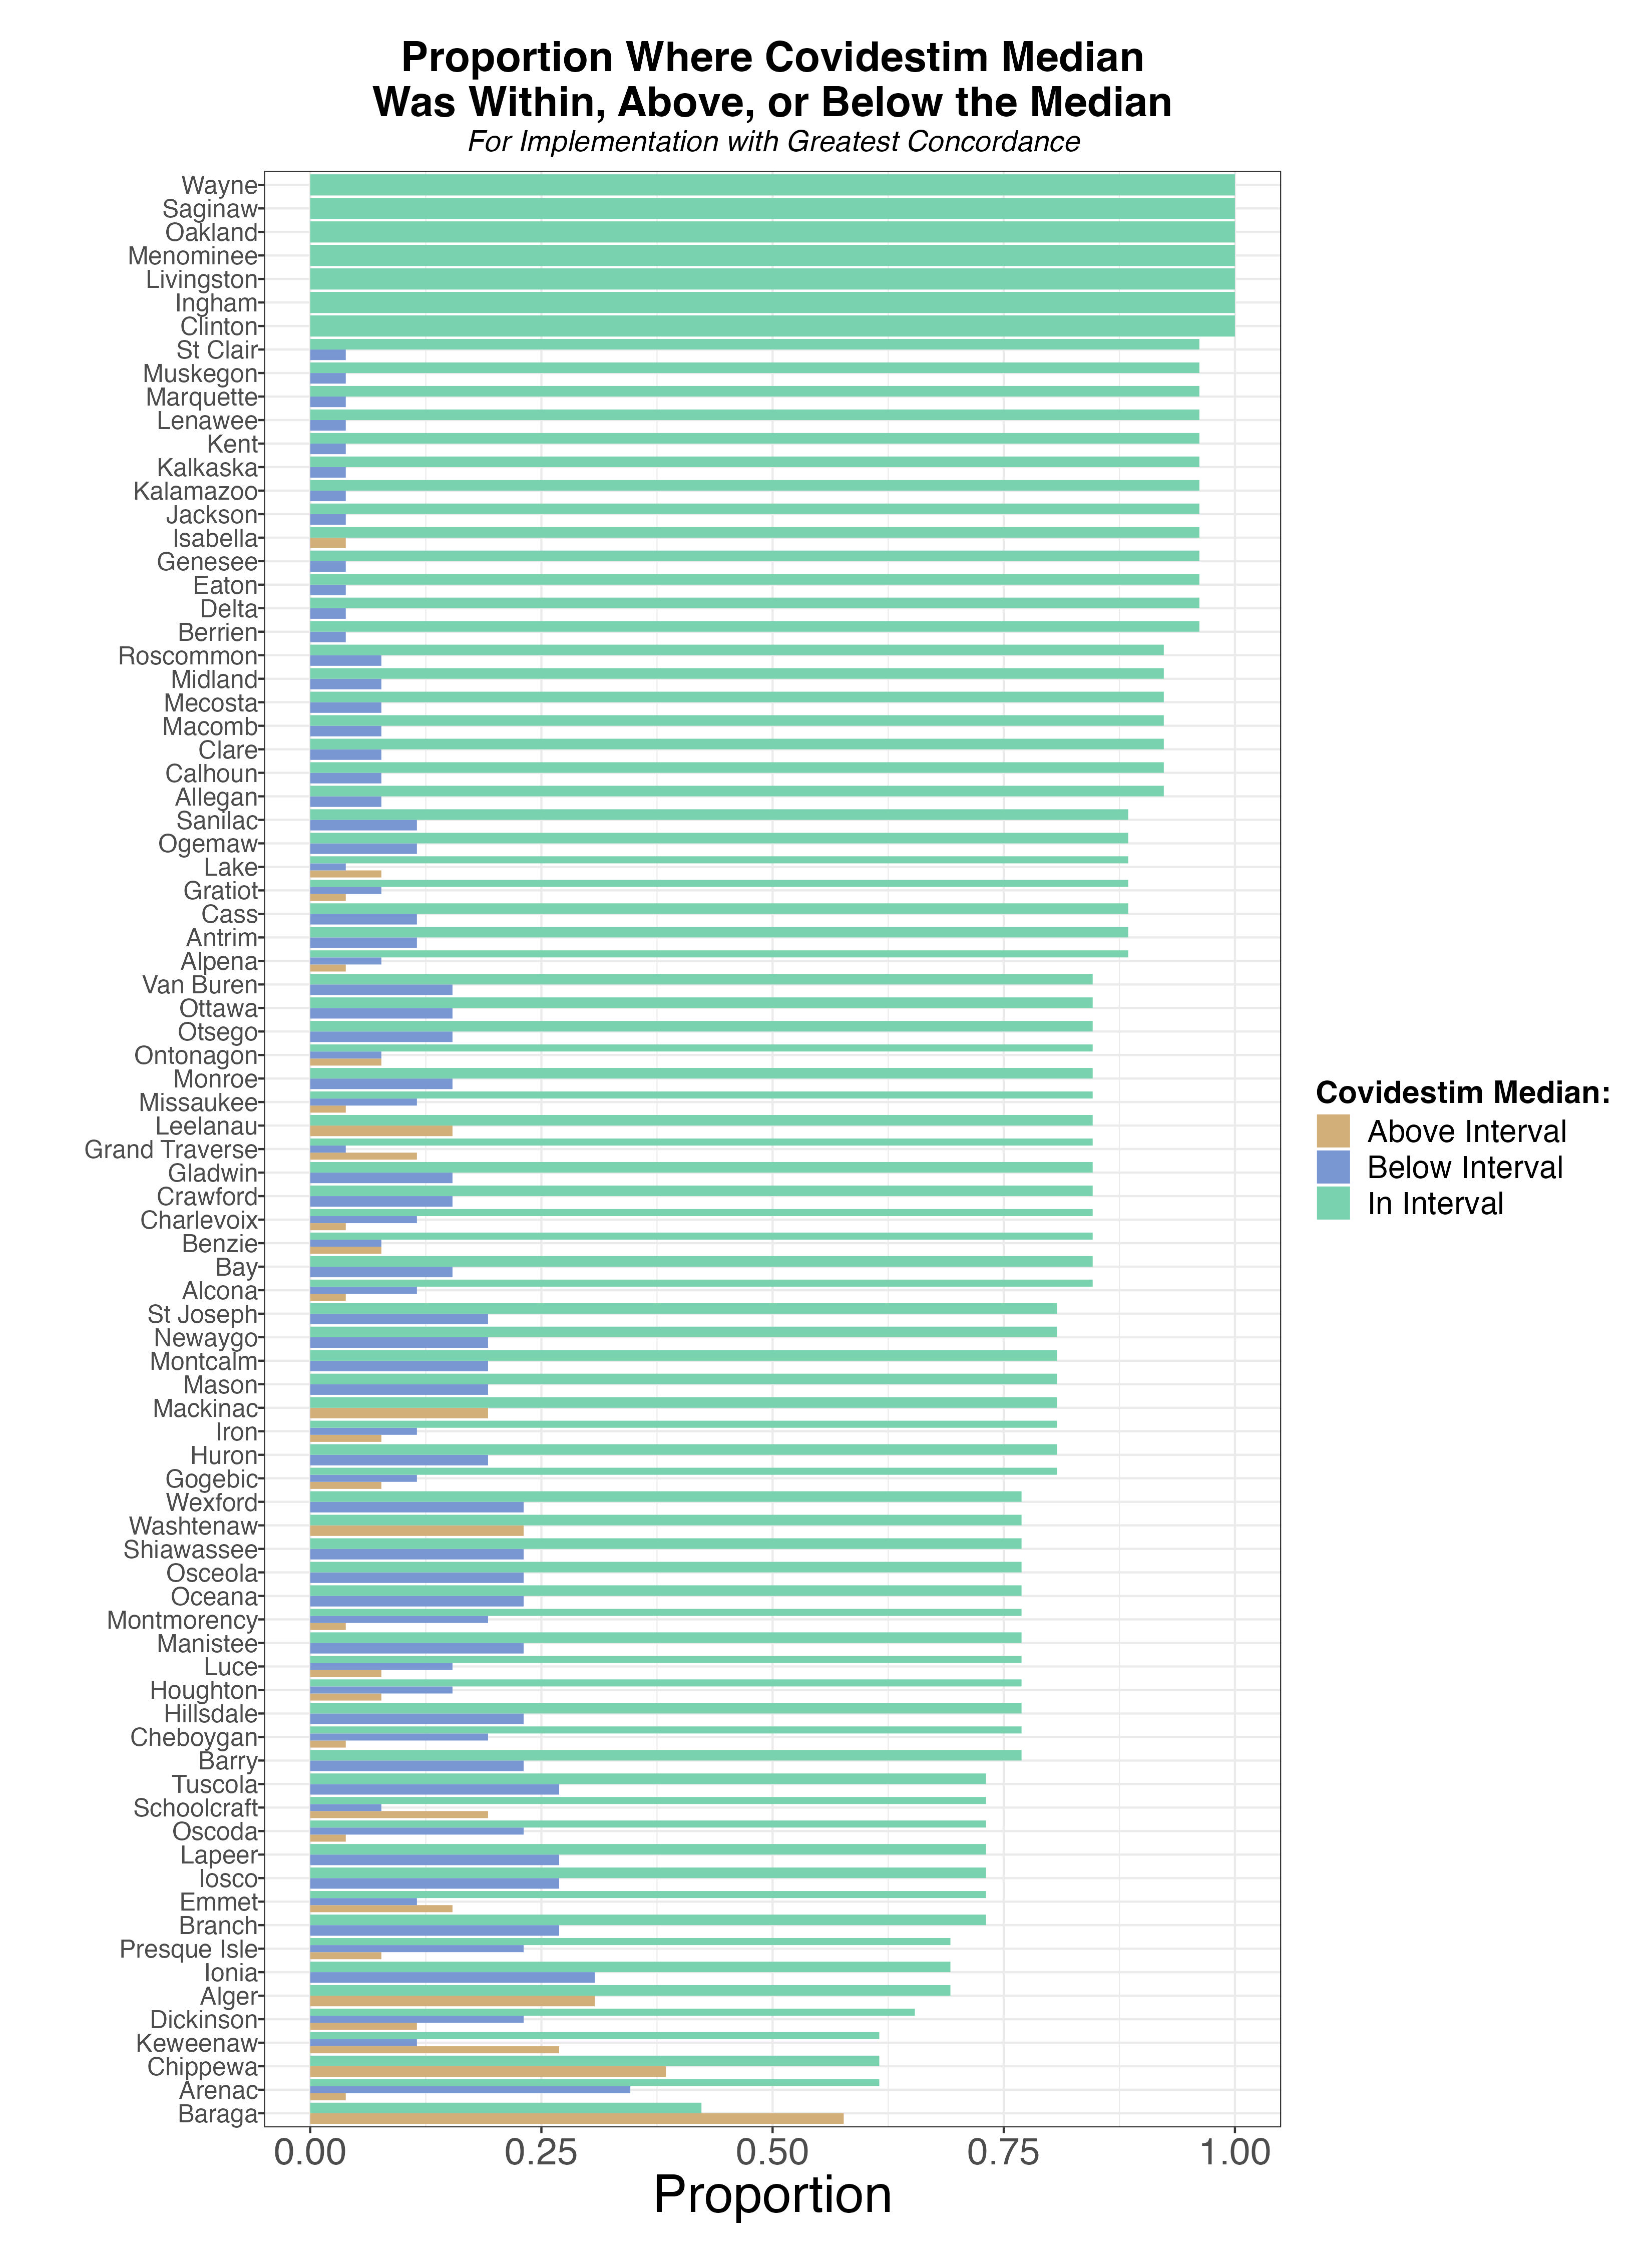 Proportion Where Covidestim Median
Was Within, Above, or Below the Median
For Implementation with Greatest Concordance
Wayne
Saginaw
Oakland
Menominee
Livingston
Ingham
Clinton
St Clair
Muskegon
Marquette
Lenawee
Kent
Kalkaska
Kalamazoo
Jackson
Isabella
Genesee
Eaton
Delta
Berrien
Roscommon
Midland
Mecosta
Macomb
Clare
Calhoun
Allegan
Sanilac
Ogemaw
Lake
Gratiot
Cass
Antrim
Alpena
Van Buren
Ottawa
Otsego
Ontonagon
Monroe
Missaukee
Leelanau
Grand Traverse
Gladwin
Crawford
Charlevoix
Benzie
Bay
Alcona
St Joseph
Newaygo
Montcalm
Mason
Mackinac
Iron
Huron
Gogebic
Wexford
Washtenaw
Shiawassee
Osceola
Oceana
Montmorency
Manistee
Luce
Houghton
Hillsdale
Cheboygan
Barry
Tuscola
Schoolcraft
Oscoda
Lapeer
Iosco
Emmet
Branch
Presque Isle
Ionia
Alger
Dickinson
Keweenaw
Chippewa
Arenac
Baraga
0.00 0.25 0.50 0.75 1.00
Proportion
Covidestim Median:
Above Interval
Below Interval
In Interval